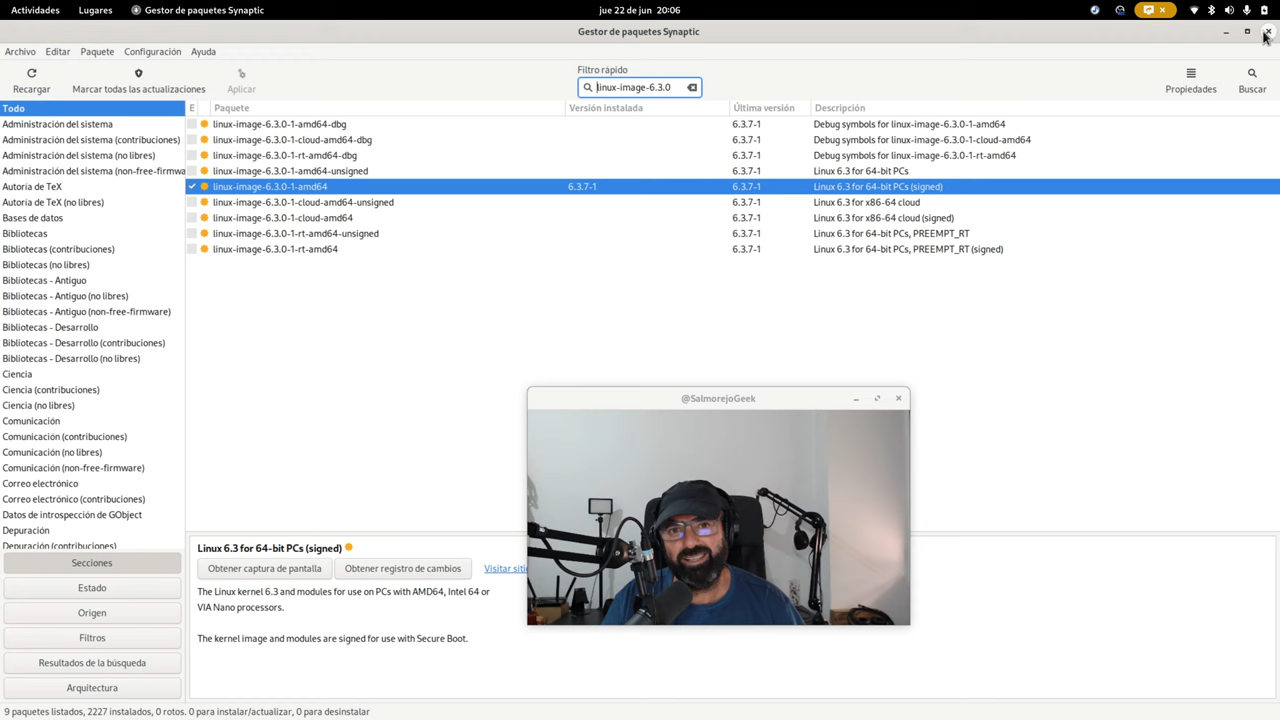 Actividades Lugares Gestor de paquetes Synaptic jue 22 de jun 20:06
Gestor de paquetes Synaptic
Archivo Editar Paquete Configuración Ayuda
Filtro rápido
Recargar Marcar todas las actualizaciones Aplicar linux-image-6.3.0 Propiedades Buscar
Todo E Paquete Versión instalada Última versión Descripción
Administración del sistema linux-image-6.3.0-1-amd64-dbg 6.3.7-1 Debug symbols for linux-image-6.3.0-1-amd64
Administración del sistema (contribuciones) linux-image-6.3.0-1-cloud-amd64-dbg 6.3.7-1 Debug symbols for linux-image-6.3.0-1-cloud-amd64
Administración del sistema (no libres) linux-image-6.3.0-1-rt-amd64-dbg 6.3.7-1 Debug symbols for linux-image-6.3.0-1-rt-amd64
Administración del sistema (non-free-firmwa linux-image-6.3.0-1-amd64-unsigned 6.3.7-1 Linux 6.3 for 64-bit PCs
Autoría de TeX linux-image-6.3.0-1-amd64 6.3.7-1 6.3.7-1 Linux 6.3 for 64-bit PCs (signed)
Autoría de TeX (no libres) linux-image-6.3.0-1-cloud-amd64-unsigned 6.3.7-1 Linux 6.3 for x86-64 cloud
Bases de datos linux-image-6.3.0-1-cloud-amd64 6.3.7-1 Linux 6.3 for x86-64 cloud (signed)
Bibliotecas linux-image-6.3.0-1-rt-amd64-unsigned 6.3.7-1 Linux 6.3 for 64-bit PCs, PREEMPT_RT
Bibliotecas (contribuciones) linux-image-6.3.0-1-rt-amd64 6.3.7-1 Linux 6.3 for 64-bit PCs, PREEMPT_RT (signed)
Bibliotecas (no libres)
Bibliotecas - Antiguo
Bibliotecas - Antiguo (no libres)
Bibliotecas - Antiguo (non-free-firmware)
Bibliotecas - Desarrollo
Bibliotecas - Desarrollo (contribuciones)
Bibliotecas - Desarrollo (no libres)
Ciencia
Ciencia (contribuciones)
Ciencia (no libres)
Comunicación
Comunicación (contribuciones)
Comunicación (no libres)
Comunicación (non-free-firmware)
Correo electrónico
Correo electrónico (contribuciones)
Datos de introspección de GObject
Depuración
Depuración (contribuciones)
@SalmorejoGeek
Secciones
Estado
Origen
Filtros
Resultados de la búsqueda
Arquitectura
Linux 6.3 for 64-bit PCs (signed)
Obtener captura de pantalla Obtener registro de cambios Visitar siti
The Linux kernel 6.3 and modules for use on PCs with AMD64, Intel 64 or
VIA Nano processors.
The kernel image and modules are signed for use with Secure Boot.
9 paquetes listados, 2227 instalados, 0 rotos. 0 para instalar/actualizar, 0 para desinstalar